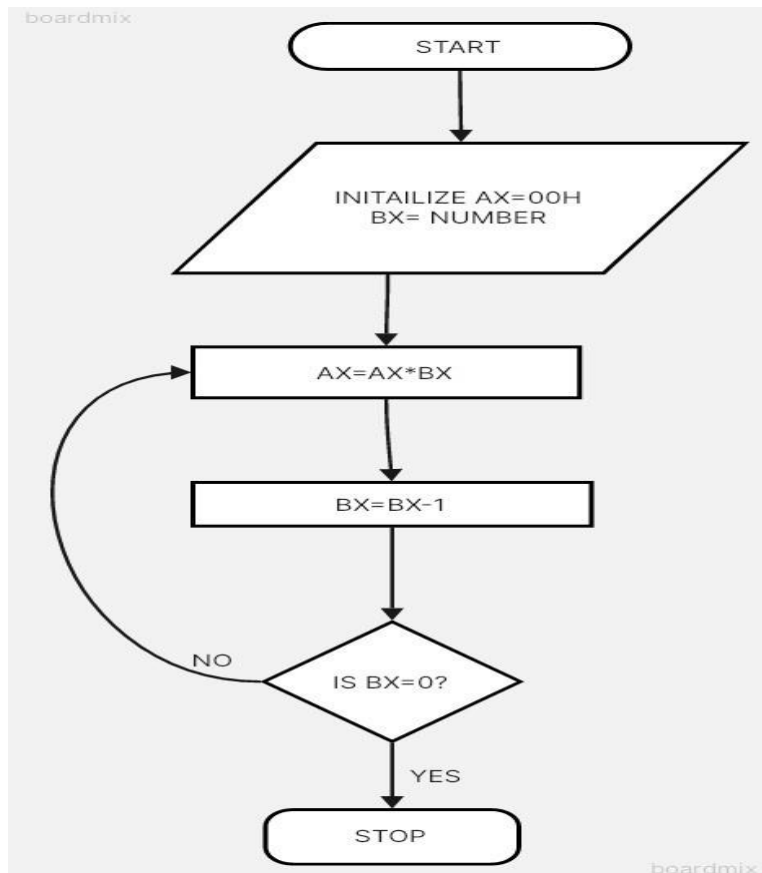 boardmix
START
INITAILIZE AX=00H
BX= NUMBER
AX=AX*BX
BX=BX-1
NO
IS BX=0?
YES
STOP
boardmix